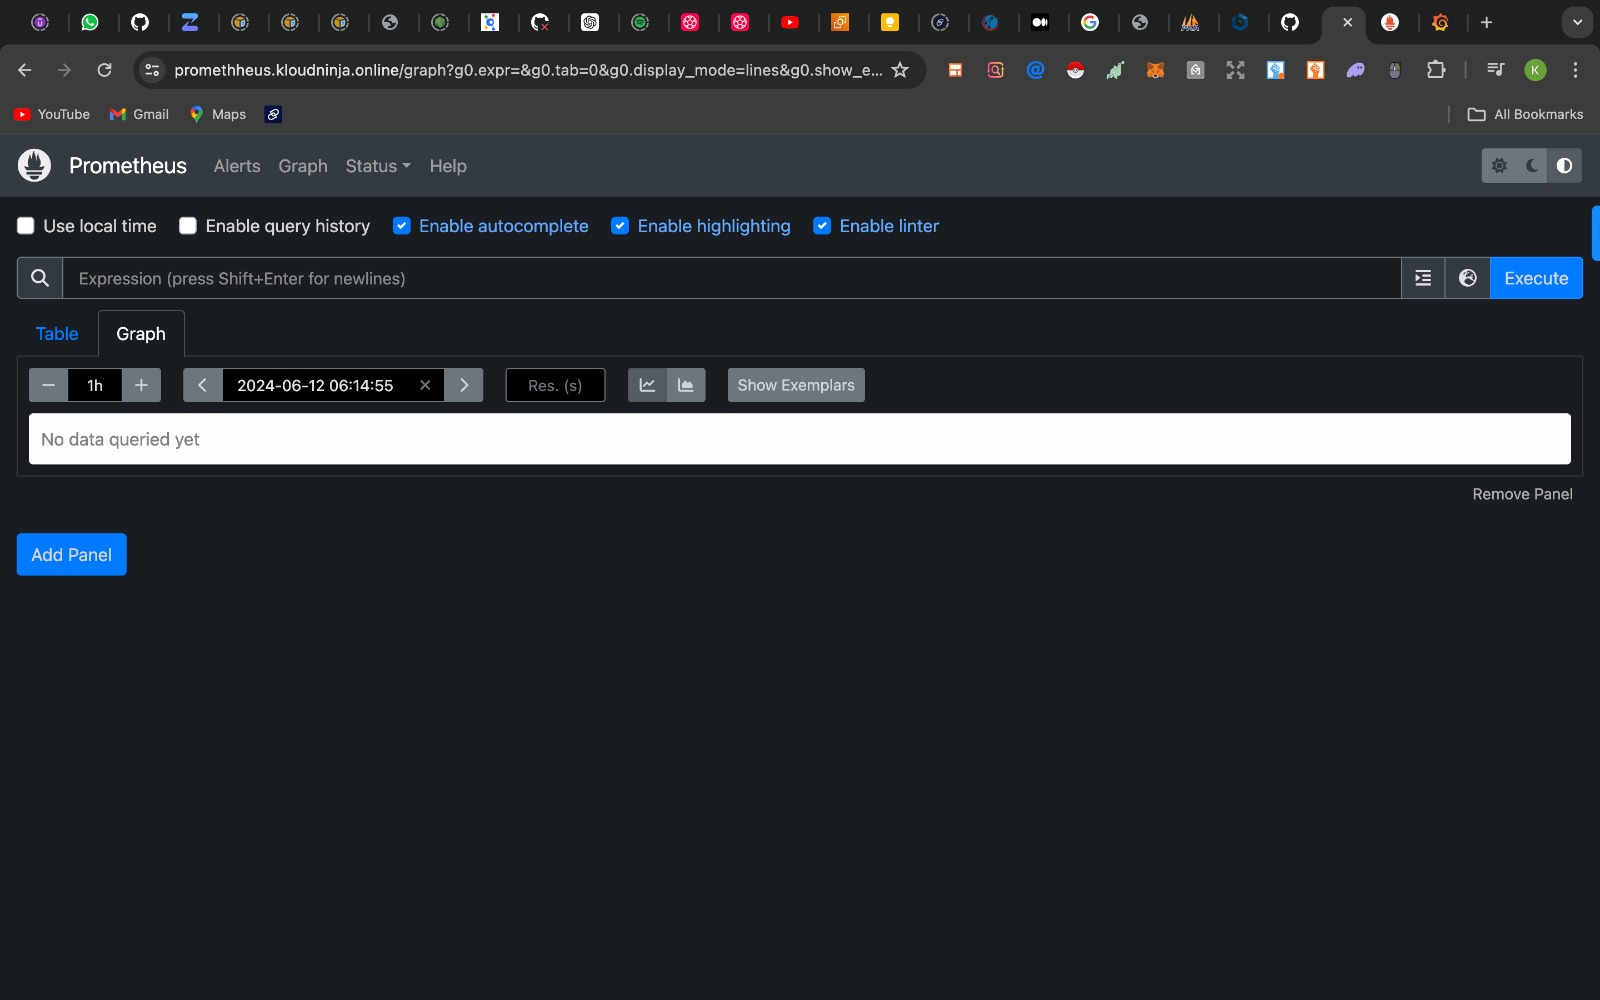 promethheus.kloudninja.online/graph?g0.expr=&g0.tab=0&g0.display_mode=lines&g0.show_e...
K
YouTube Gmail Maps All Bookmarks
Prometheus Alerts Graph Status Help
Use local time Enable query history Enable autocomplete Enable highlighting Enable linter
Expression (press Shift+Enter for newlines) Execute
Table Graph
1h 2024-06-12 06:14:55 Res. (s) Show Exemplars
No data queried yet
Remove Panel
Add Panel